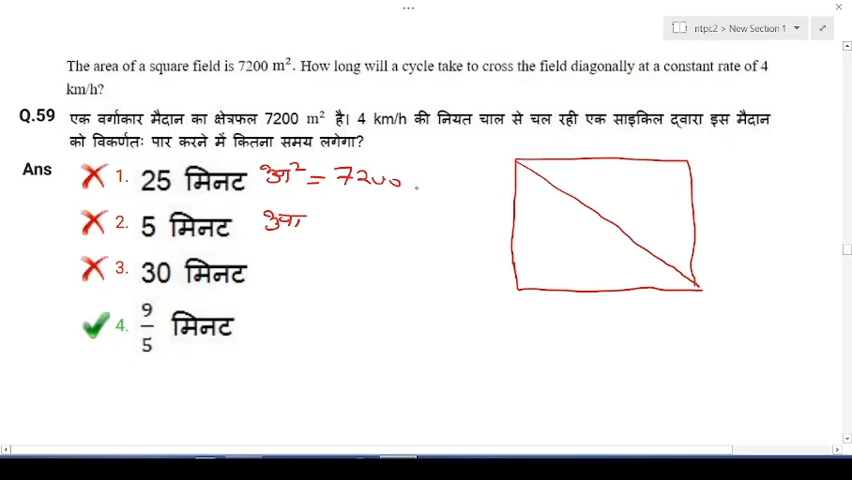 ntpc2 > New Section 1
The area of a square field is 7200 m². How long will a cycle take to cross the field diagonally at a constant rate of 4
km/h?
Q.59 एक वर्गाकार मैदान का क्षेत्रफल 7200 m² है। 4 km/h की नियत चाल से चल रही एक साइकिल द्वारा इस मैदान
को विकर्णतः पार करने में कितना समय लगेगा?
Ans
1. 25 मिनट
भुजा² = 7200
2. 5 मिनट
भुजा
3. 30 मिनट
4. 9/5 मिनट